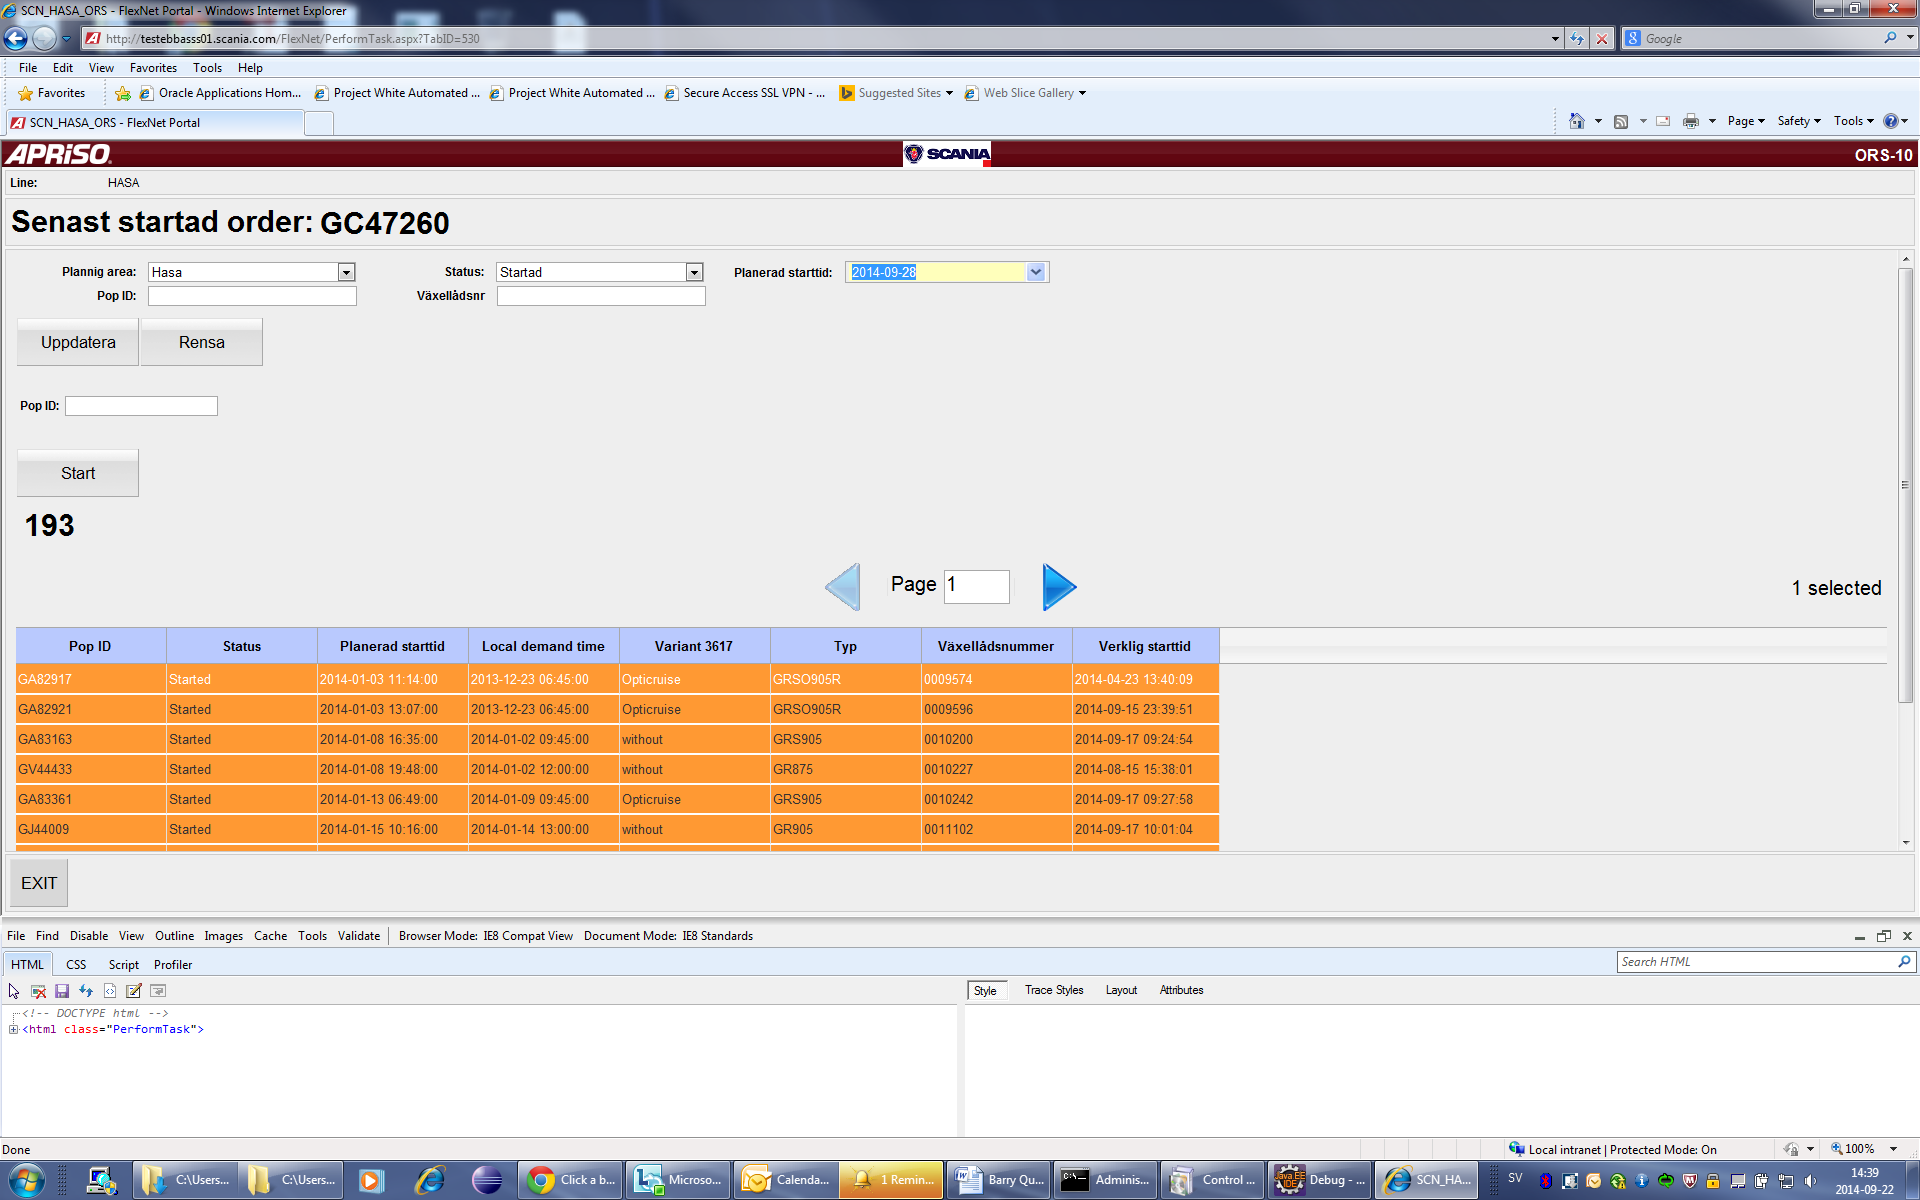 SCN_HASA_ORS - FlexNet Portal - Windows Internet Explorer
http://testebbasss01.scania.com/FlexNet/PerformTask.aspx?TabID=530
Google
File Edit View Favorites Tools Help
Favorites Oracle Applications Hom... Project White Automated ... Project White Automated ... Secure Access SSL VPN - ... Suggested Sites Web Slice Gallery
SCN_HASA_ORS - FlexNet Portal
Page Safety Tools
APRISO
SCANIA
ORS-10
Line: HASA
Senast startad order: GC47260
Plannig area: Hasa Status: Startad Planerad starttid: 2014-09-28
Pop ID: Växellådsnr
Uppdatera Rensa
Pop ID:
Start
193
Page 1
1 selected
Pop ID Status Planerad starttid Local demand time Variant 3617 Typ Växellådsnummer Verklig starttid
GA82917 Started 2014-01-03 11:14:00 2013-12-23 06:45:00 Opticruise GRSO905R 0009574 2014-04-23 13:40:09
GA82921 Started 2014-01-03 13:07:00 2013-12-23 06:45:00 Opticruise GRSO905R 0009596 2014-09-15 23:39:51
GA83163 Started 2014-01-08 16:35:00 2014-01-02 09:45:00 without GRS905 0010200 2014-09-17 09:24:54
GV44433 Started 2014-01-08 19:48:00 2014-01-02 12:00:00 without GR875 0010227 2014-08-15 15:38:01
GA83361 Started 2014-01-13 06:49:00 2014-01-09 09:45:00 Opticruise GRS905 0010242 2014-09-17 09:27:58
GJ44009 Started 2014-01-15 10:16:00 2014-01-14 13:00:00 without GR905 0011102 2014-09-17 10:01:04
EXIT
File Find Disable View Outline Images Cache Tools Validate Browser Mode: IE8 Compat View Document Mode: IE8 Standards
HTML CSS Script Profiler
Search HTML
Style Trace Styles Layout Attributes
<!-- DOCTYPE html -->
<html class="PerformTask">
Done
Local intranet | Protected Mode: On
100%
C:\Users... C:\Users... Click a b... Microso... Calenda... 1 Remin... Barry Qu... Adminis... Control ... Debug - ... SCN_HA... SV
14:39
2014-09-22